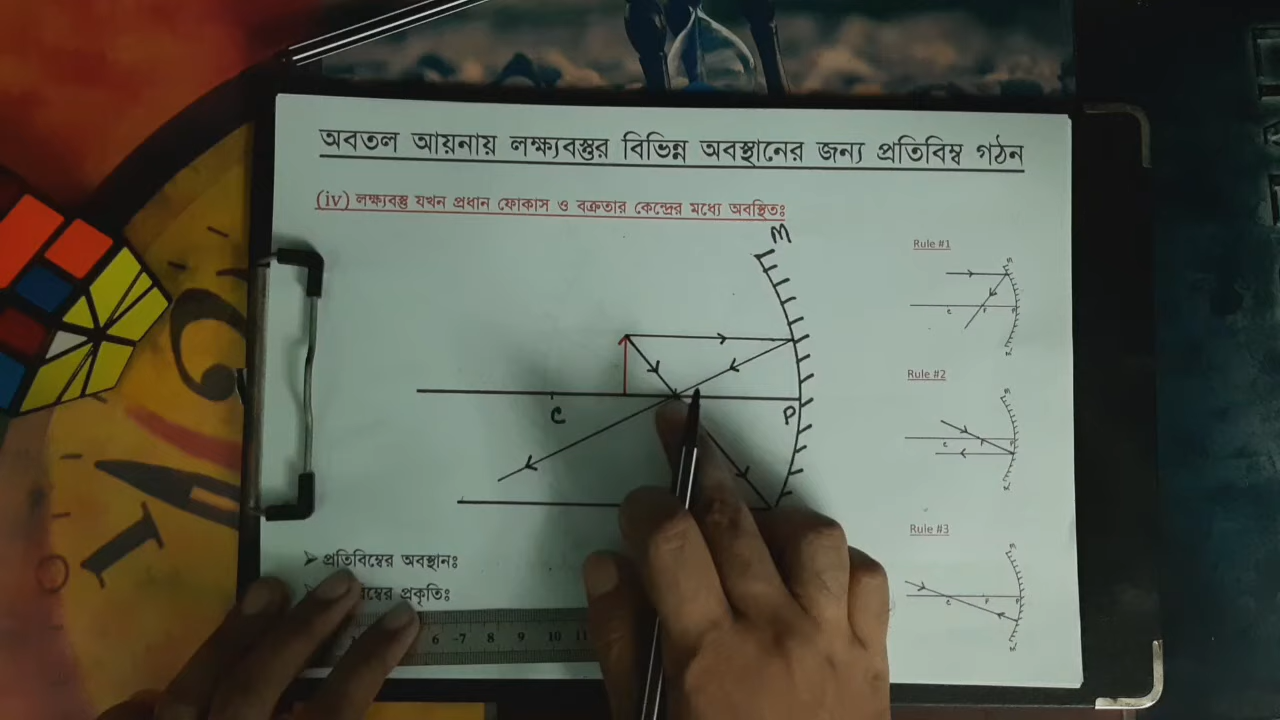 অবতল আয়নায় লক্ষ্যবস্তুর বিভিন্ন অবস্থানের জন্য প্রতিবিম্ব গঠন
(iv) লক্ষ্যবস্তু যখন প্রধান ফোকাস ও বক্রতার কেন্দ্রের মধ্যে অবস্থিতঃ
M
C
P
Rule #1
Rule #2
Rule #3
প্রতিবিম্বের অবস্থানঃ
প্রকৃতিঃ
6 7 8 9 10 11